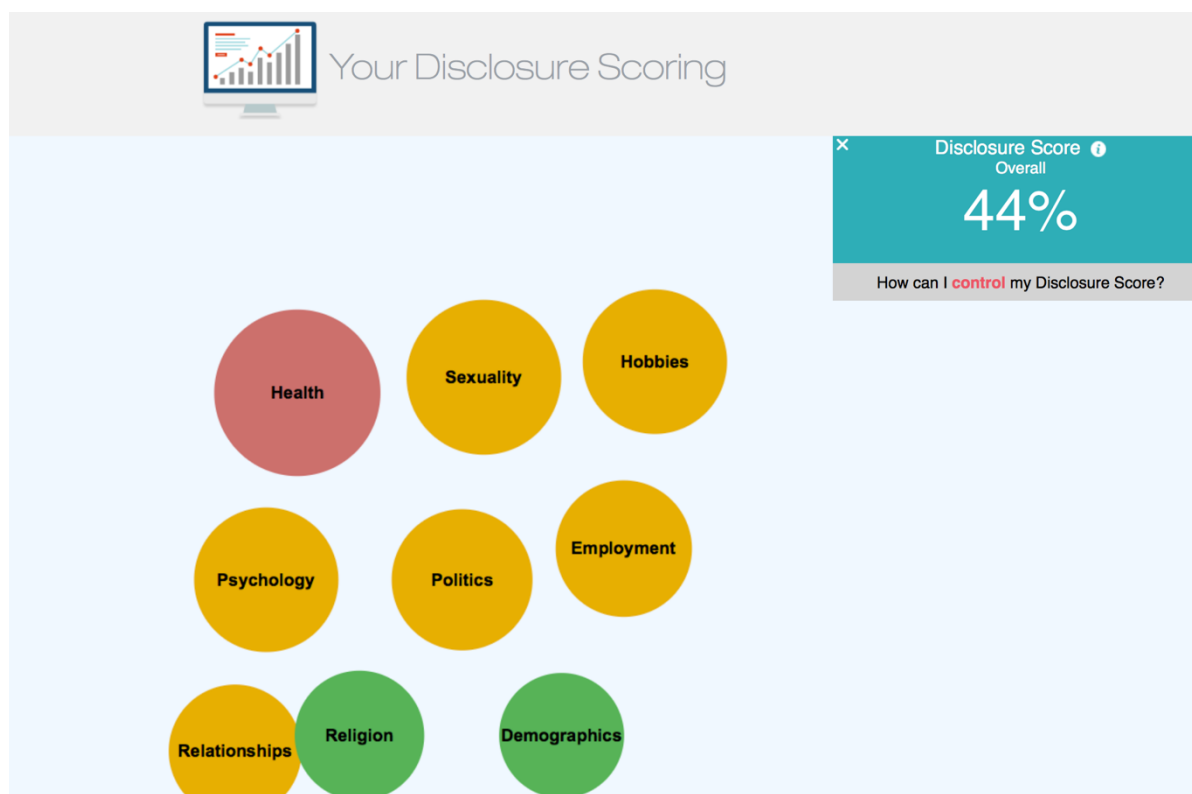 Your Disclosure Scoring
Disclosure Score i
Overall
44%
How can I control my Disclosure Score?
Health
Sexuality
Hobbies
Psychology
Politics
Employment
Relationships
Religion
Demographics